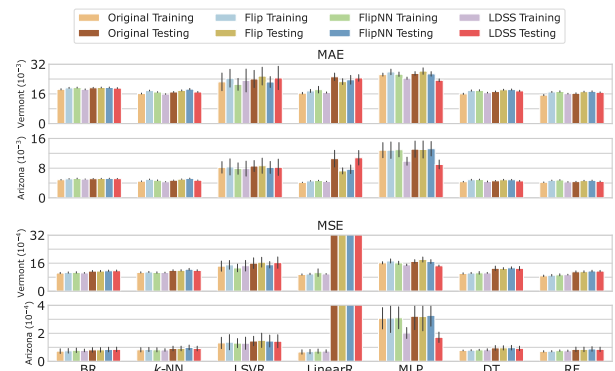 Original Training Flip Training FlipNN Training LDSS Training
Original Testing Flip Testing FlipNN Testing LDSS Testing
MAE
Vermont (10⁻³)
32
16
0
Arizona (10⁻³)
16
8
0
MSE
Vermont (10⁻⁴)
32
16
0
Arizona (10⁻⁴)
4
2
0
BR k-NN LSVR LinearR MLP DT RF